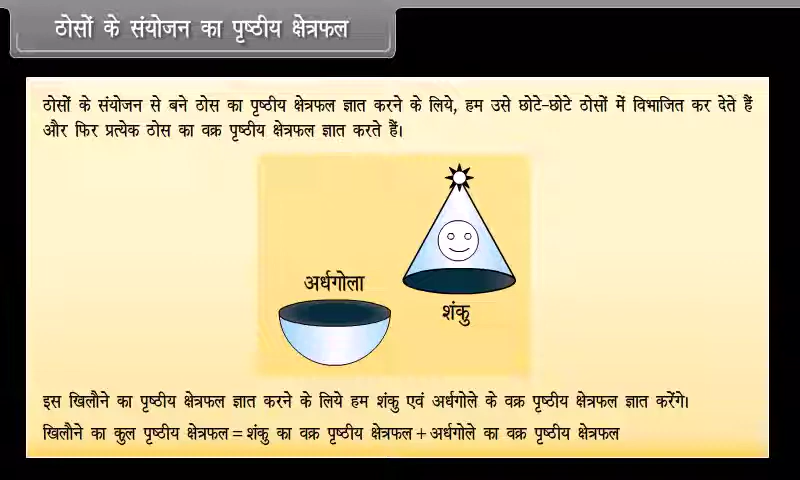 ठोसों के संयोजन का पृष्ठीय क्षेत्रफल
ठोसों के संयोजन से बने ठोस का पृष्ठीय क्षेत्रफल ज्ञात करने के लिये, हम उसे छोटे-छोटे ठोसों में विभाजित कर देते हैं
और फिर प्रत्येक ठोस का वक्र पृष्ठीय क्षेत्रफल ज्ञात करते हैं।
अर्धगोला
शंकु
इस खिलौने का पृष्ठीय क्षेत्रफल ज्ञात करने के लिये हम शंकु एवं अर्धगोले के वक्र पृष्ठीय क्षेत्रफल ज्ञात करेंगे।
खिलौने का कुल पृष्ठीय क्षेत्रफल = शंकु का वक्र पृष्ठीय क्षेत्रफल + अर्धगोले का वक्र पृष्ठीय क्षेत्रफल